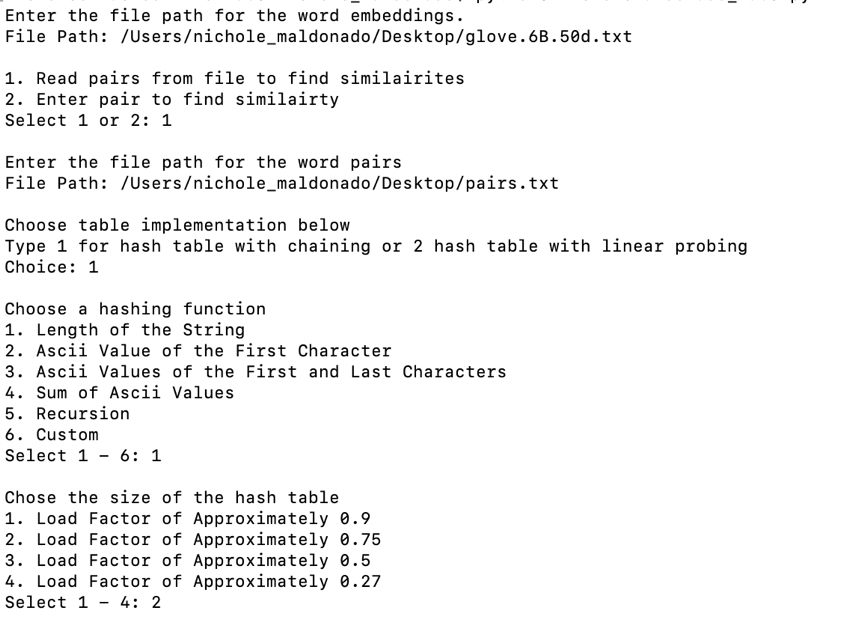 Enter the file path for the word embeddings.
File Path: /Users/nichole_maldonado/Desktop/glove.6B.50d.txt
1. Read pairs from file to find similairites
2. Enter pair to find similairty
Select 1 or 2: 1
Enter the file path for the word pairs
File Path: /Users/nichole_maldonado/Desktop/pairs.txt
Choose table implementation below
Type 1 for hash table with chaining or 2 hash table with linear probing
Choice: 1
Choose a hashing function
1. Length of the String
2. Ascii Value of the First Character
3. Ascii Values of the First and Last Characters
4. Sum of Ascii Values
5. Recursion
6. Custom
Select 1 – 6: 1
Chose the size of the hash table
1. Load Factor of Approximately 0.9
2. Load Factor of Approximately 0.75
3. Load Factor of Approximately 0.5
4. Load Factor of Approximately 0.27
Select 1 – 4: 2